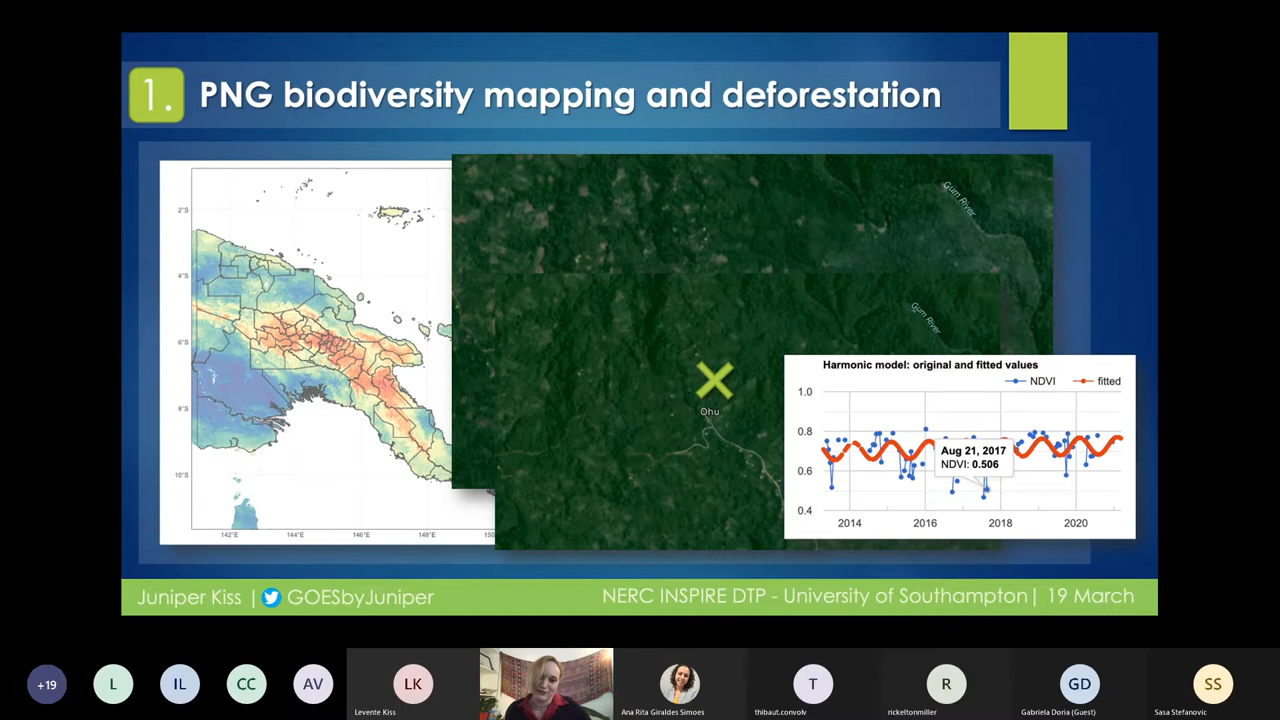 1. PNG biodiversity mapping and deforestation
2°S
4°S
6°S
8°S
10°S
142°E 144°E 146°E 148°E
Gum River
Gum River
Ohu
Harmonic model: original and fitted values
NDVI fitted
1.0
0.8
0.6
0.4
Aug 21, 2017
NDVI: 0.506
2014 2016 2018 2020
Juniper Kiss | GOESbyJuniper
NERC INSPIRE DTP - University of Southampton| 19 March
+19
L
IL
CC
AV
LK
T
R
GD
SS
Levente Kiss
Ana Rita Giraldes Simoes
thibaut.convolv
rickeltonmiller
Gabriela Doria (Guest)
Sasa Stefanovic